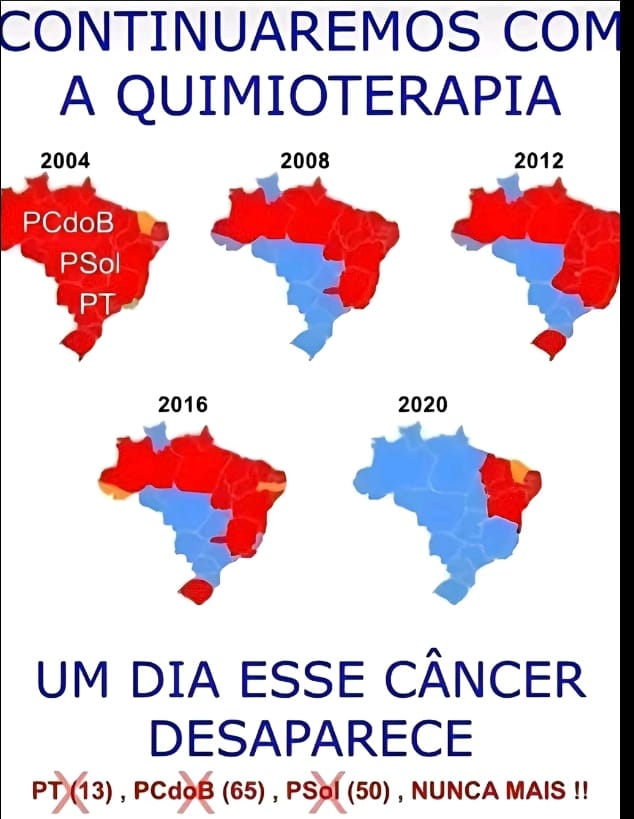 CONTINUAREMOS COM
A QUIMIOTERAPIA
2004 2008 2012
PCdoB
PSol
PT
2016 2020
UM DIA ESSE CÂNCER
DESAPARECE
PT (13) , PCdoB (65) , PSol (50) , NUNCA MAIS !!